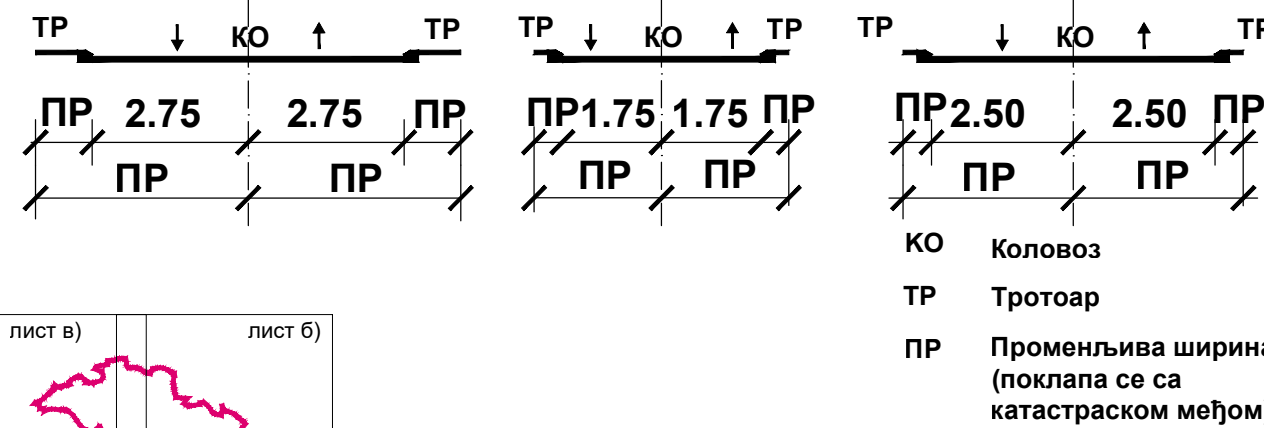 ТР КО ТР
ПР 2.75 2.75 ПР
ПР ПР
ТР КО ТР
ПР 1.75 1.75 ПР
ПР ПР
ТР КО ТР
ПР 2.50 2.50 ПР
ПР ПР
КО Коловоз
ТР Тротоар
ПР Променљива ширина
(поклапа се са
катастраском међом)
лист в) лист б)